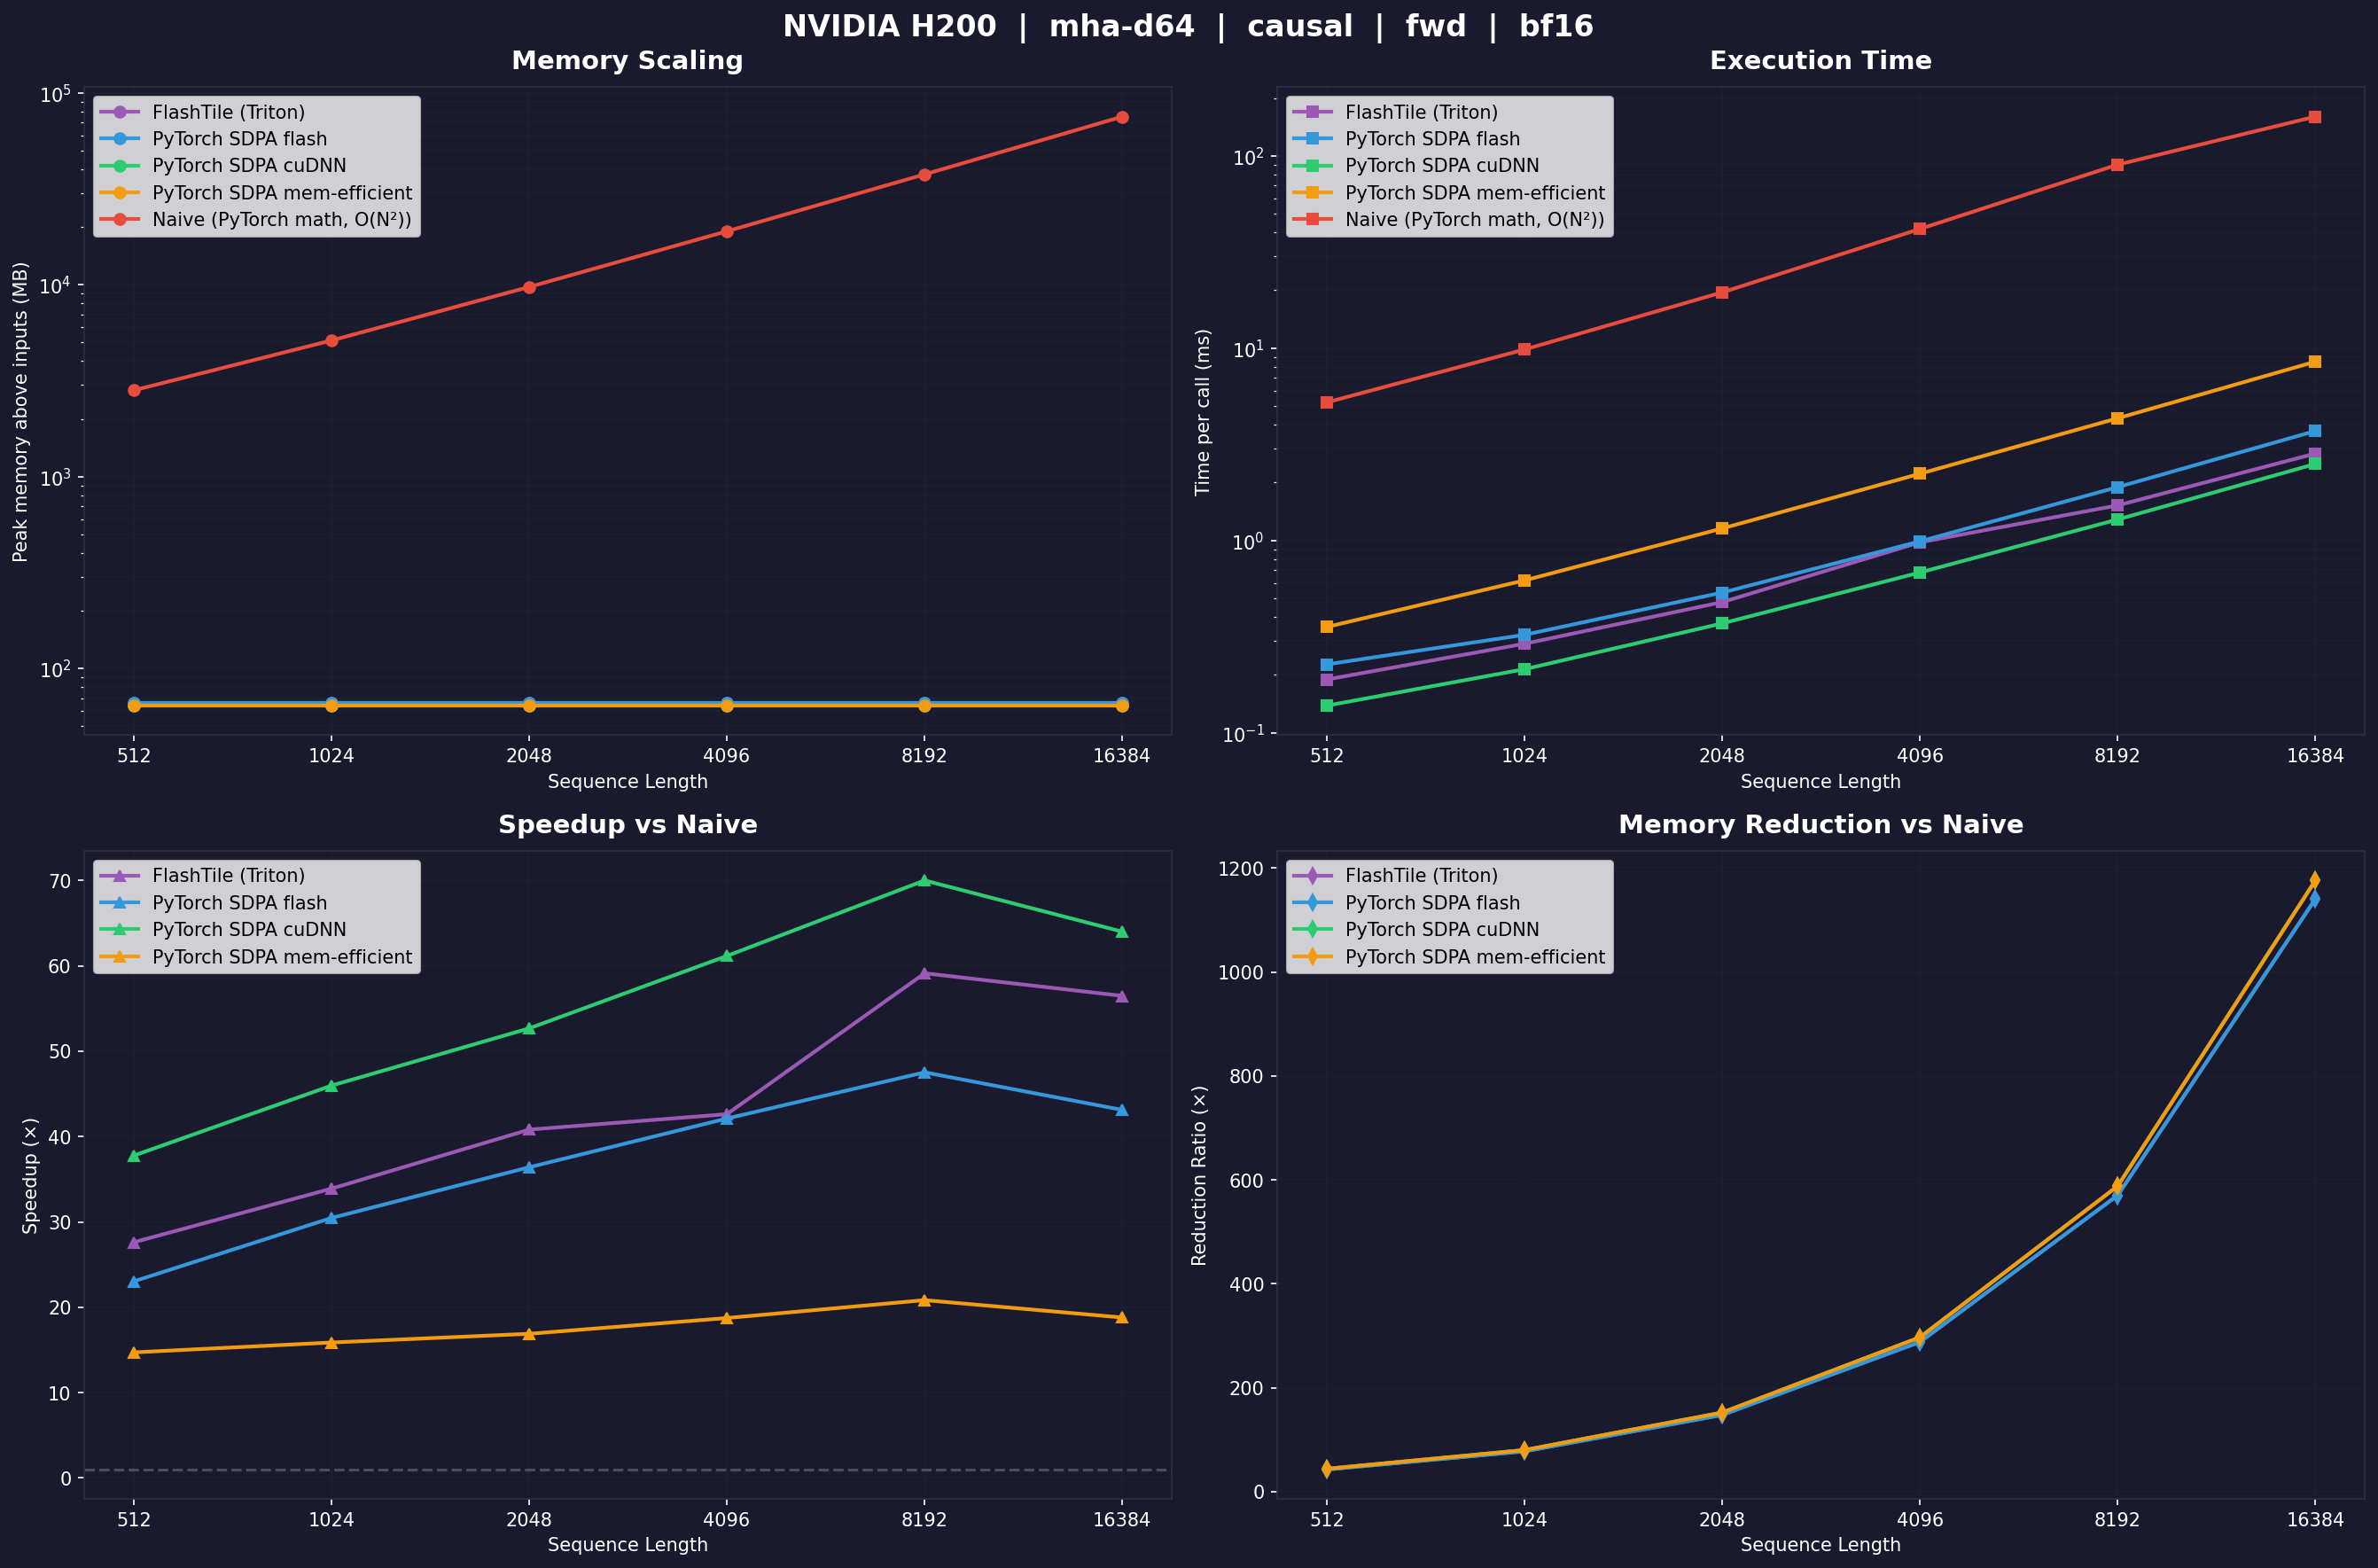 NVIDIA H200 | mha-d64 | causal | fwd | bf16
Memory Scaling
10⁵
10⁴
10³
10²
Peak memory above inputs (MB)
FlashTile (Triton)
PyTorch SDPA flash
PyTorch SDPA cuDNN
PyTorch SDPA mem-efficient
Naive (PyTorch math, O(N²))
512 1024 2048 4096 8192 16384
Sequence Length
Execution Time
10²
10¹
10⁰
10⁻¹
Time per call (ms)
FlashTile (Triton)
PyTorch SDPA flash
PyTorch SDPA cuDNN
PyTorch SDPA mem-efficient
Naive (PyTorch math, O(N²))
512 1024 2048 4096 8192 16384
Sequence Length
Speedup vs Naive
70
60
50
40
30
20
10
0
Speedup (×)
FlashTile (Triton)
PyTorch SDPA flash
PyTorch SDPA cuDNN
PyTorch SDPA mem-efficient
512 1024 2048 4096 8192 16384
Sequence Length
Memory Reduction vs Naive
1200
1000
800
600
400
200
0
Reduction Ratio (×)
FlashTile (Triton)
PyTorch SDPA flash
PyTorch SDPA cuDNN
PyTorch SDPA mem-efficient
512 1024 2048 4096 8192 16384
Sequence Length